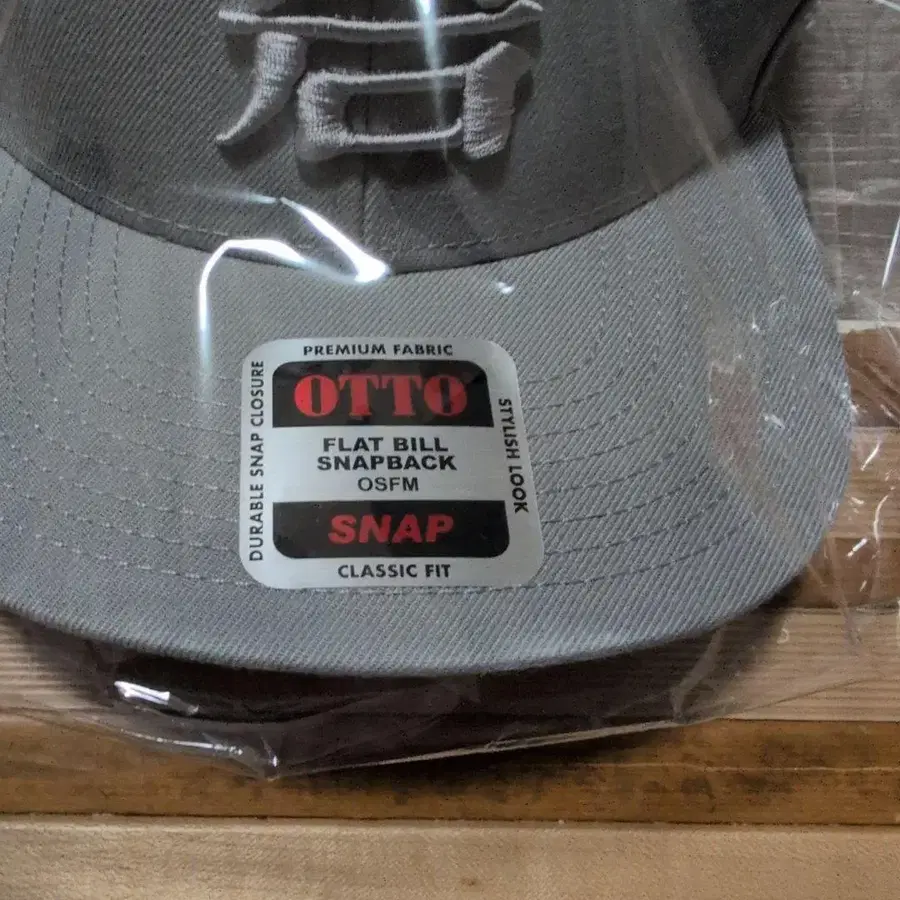 PREMIUM FABRIC
OTTO
DURABLE SNAP CLOSURE
FLAT BILL
SNAPBACK
OSFM
STYLISH LOOK
SNAP
CLASSIC FIT